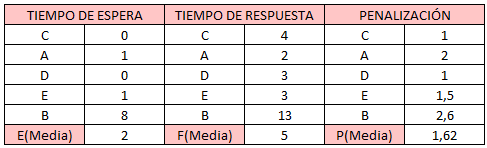 TIEMPO DE ESPERA TIEMPO DE RESPUESTA PENALIZACIÓN
C 0 C 4 C 1
A 1 A 2 A 2
D 0 D 3 D 1
E 1 E 3 E 1,5
B 8 B 13 B 2,6
E(Media) 2 F(Media) 5 P(Media) 1,62